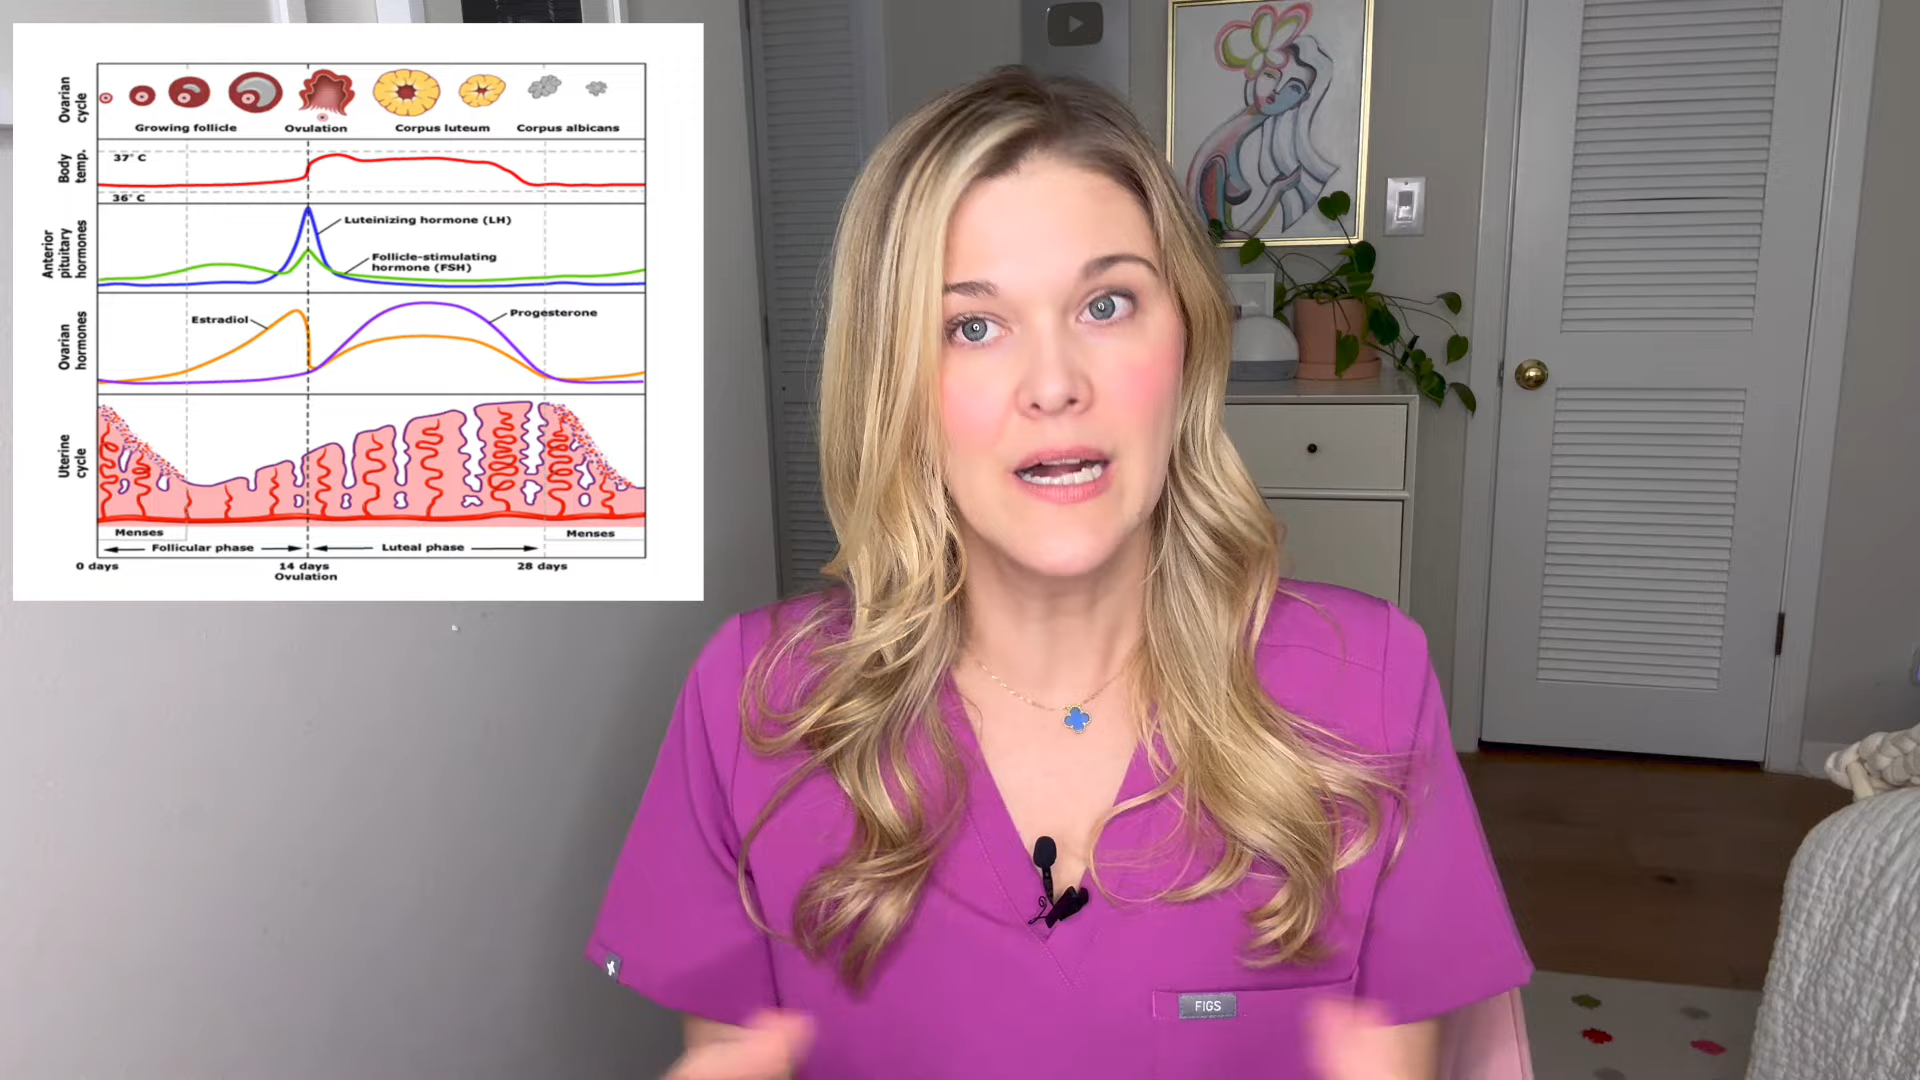 Ovarian
cycle
Growing follicle
Ovulation
Corpus luteum
Corpus albicans
Body
temp.
37° C
36° C
Anterior
pituitary
hormones
Luteinizing hormone (LH)
Follicle-stimulating
hormone (FSH)
Ovarian
hormones
Estradiol
Progesterone
Uterine
cycle
Menses
Menses
Follicular phase
Luteal phase
0 days
14 days
28 days
Ovulation
FIGS